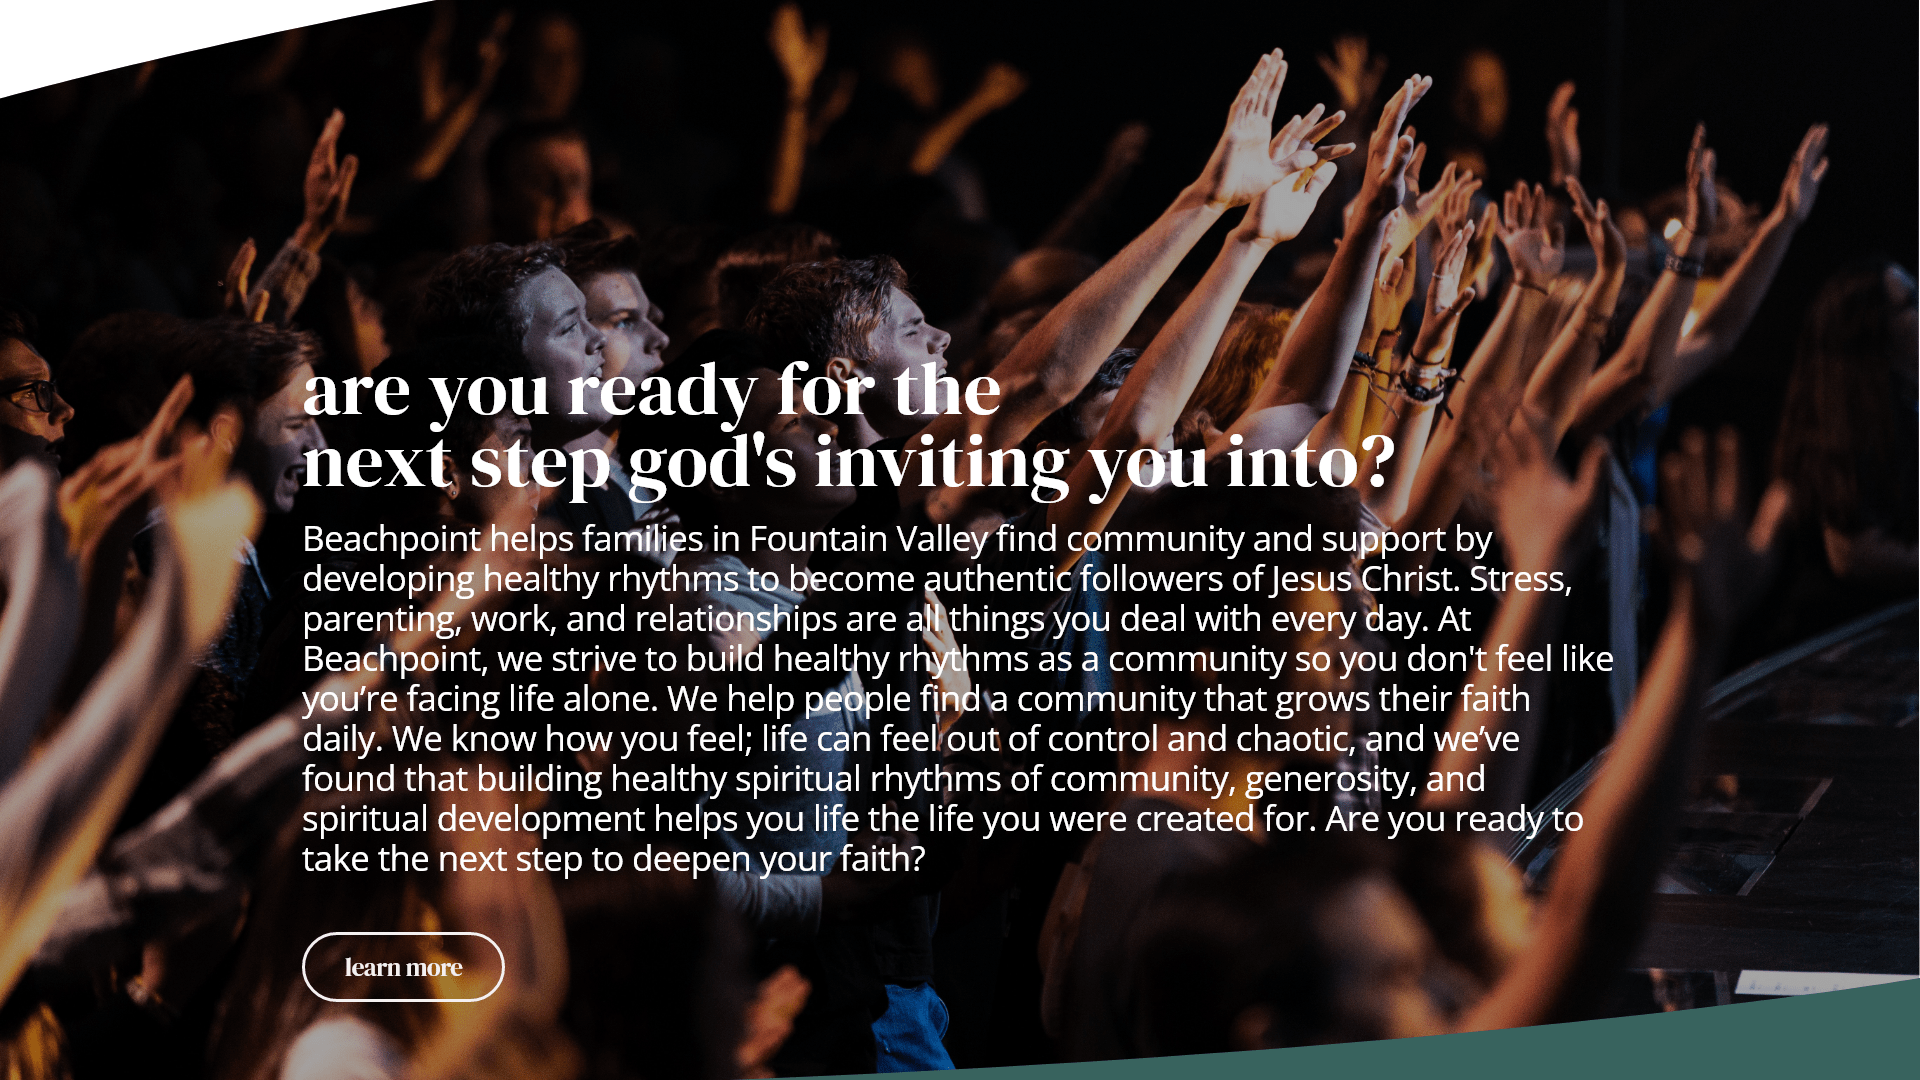 are you ready for the
next step god's inviting you into?
Beachpoint helps families in Fountain Valley find community and support by
developing healthy rhythms to become authentic followers of Jesus Christ. Stress,
parenting, work, and relationships are all things you deal with every day. At
Beachpoint, we strive to build healthy rhythms as a community so you don't feel like
you’re facing life alone. We help people find a community that grows their faith
daily. We know how you feel; life can feel out of control and chaotic, and we’ve
found that building healthy spiritual rhythms of community, generosity, and
spiritual development helps you life the life you were created for. Are you ready to
take the next step to deepen your faith?
learn more